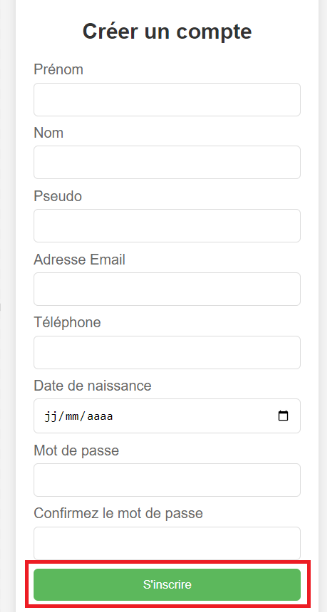 Créer un compte
Prénom
Nom
Pseudo
Adresse Email
Téléphone
Date de naissance
jj/mm/aaaa
Mot de passe
Confirmez le mot de passe
S'inscrire